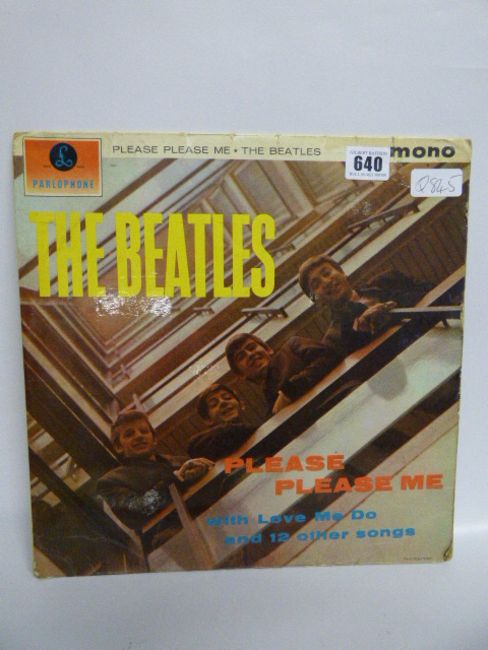 PLEASE PLEASE ME ★ THE BEATLES
640
mono
£
PARLOPHONE
Q845
THE BEATLES
PLEASE
PLEASE ME
with Love Me Do
and 12 other songs